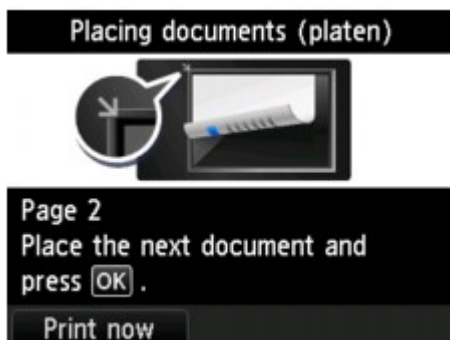 Placing documents (platen)
Page 2
Place the next document and
press OK .
Print now